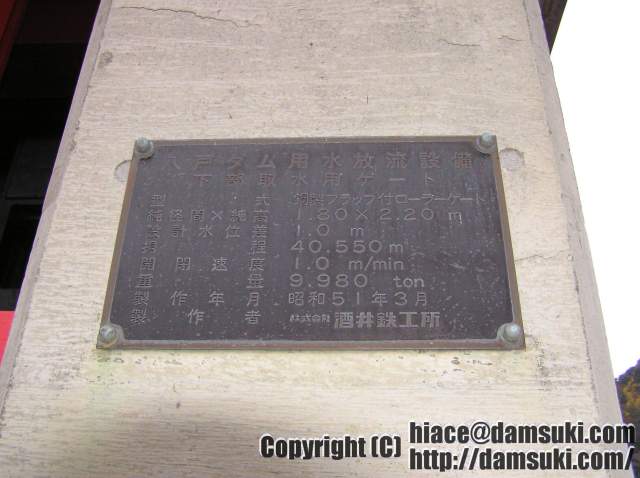 八戸ダム用水放流設備
下部取水用ゲート
型式 鋼製フラップ付ローラーゲート
純径間×純高 1.80×2.20 m
設計水位差 1.0 m
揚程 40.550 m
開閉速度 1.0 m/min
重量 9.980 ton
製作年月 昭和51年3月
製作者 株式会社 酒井鉄工所
Copyright (C) hiace@damsuki.com
http://damsuki.com/